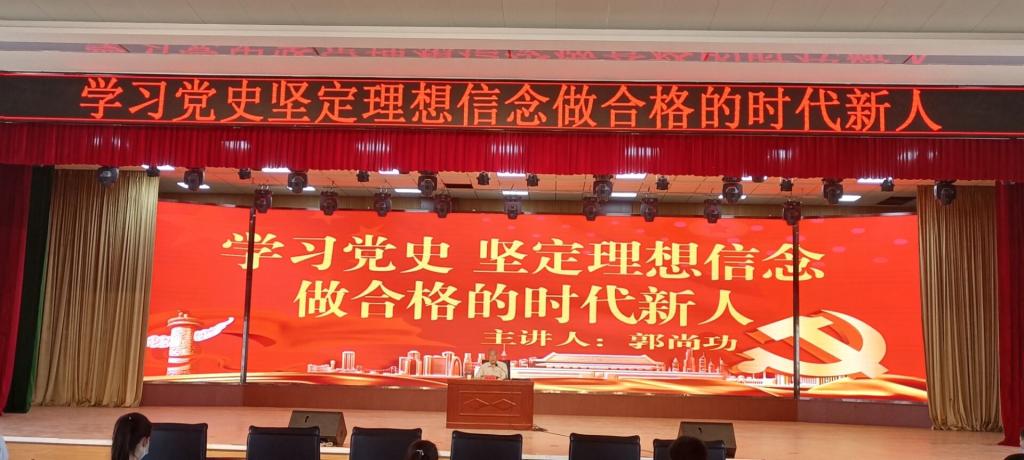 学习党史坚定理想信念做合格的时代新人
学习党史 坚定理想信念
做合格的时代新人
主讲人：郭尚功